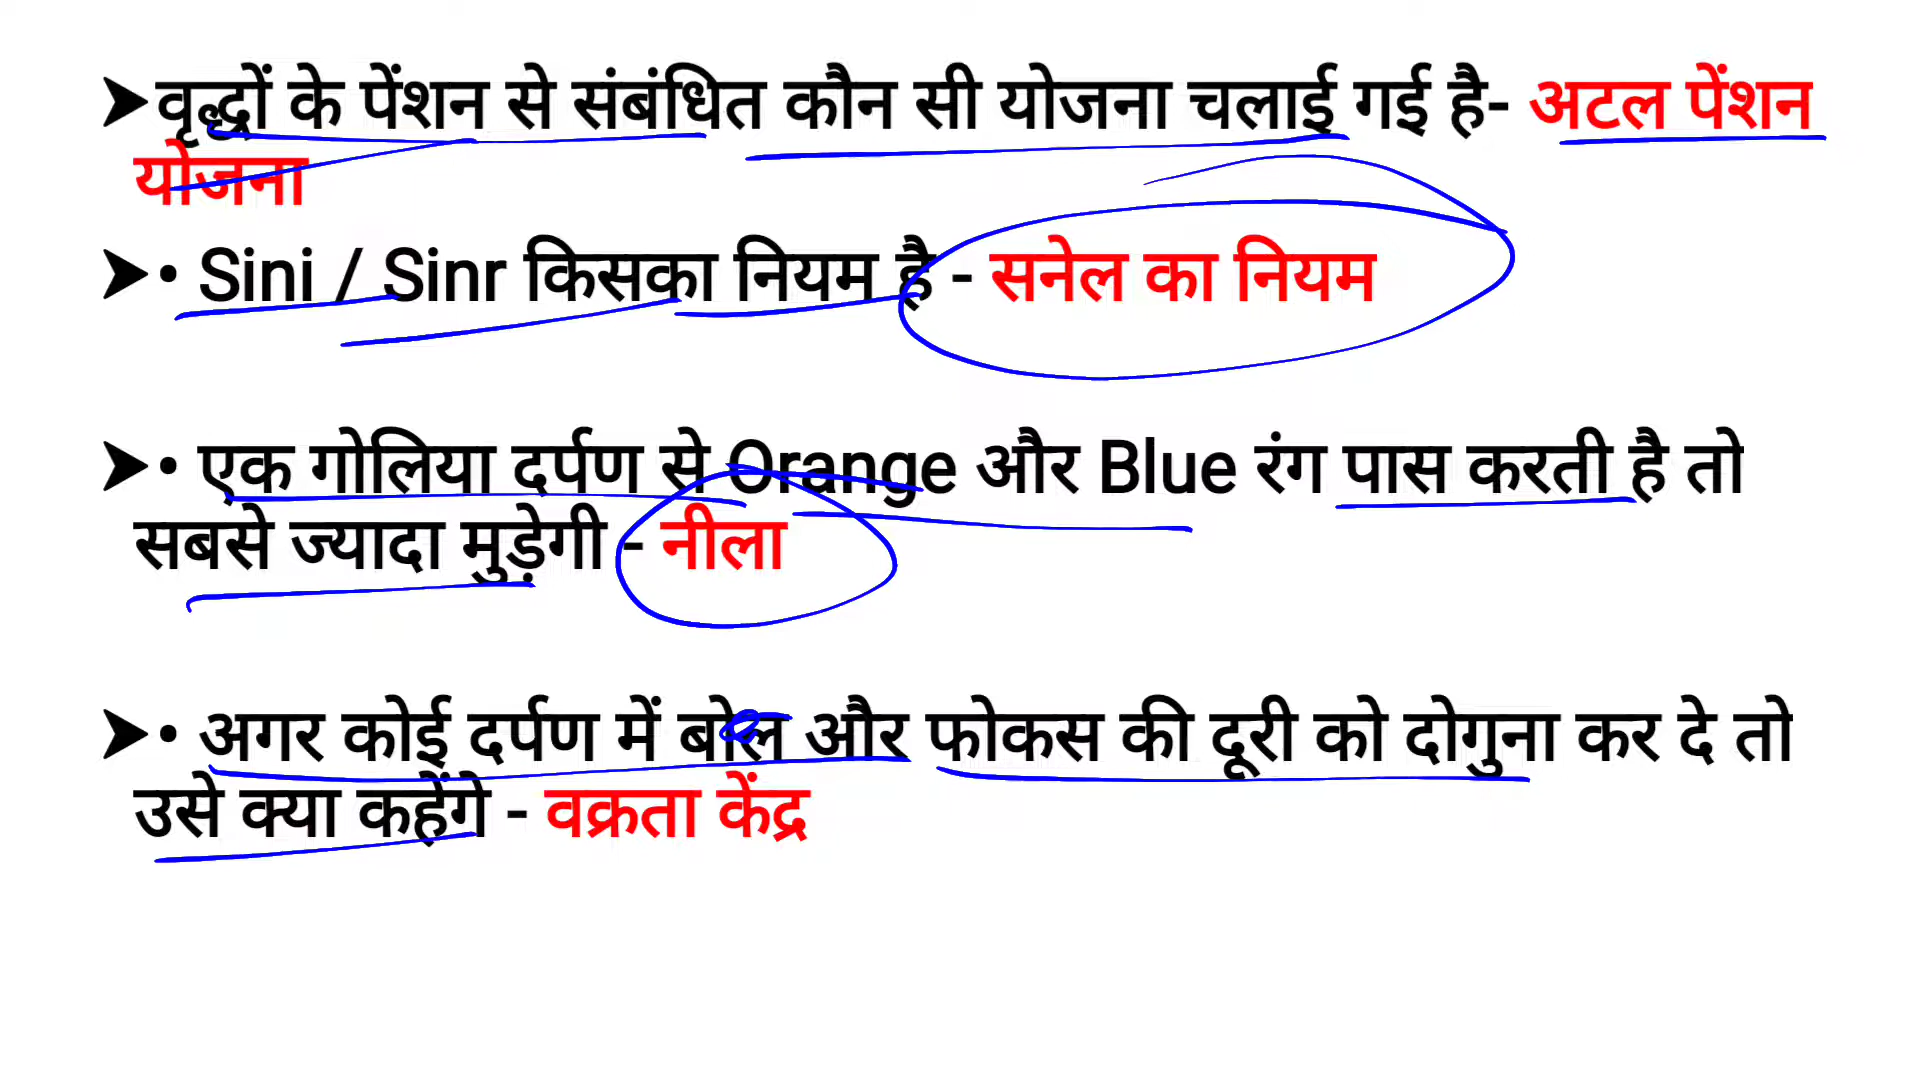 ➤वृद्धों के पेंशन से संबंधित कौन सी योजना चलाई गई है- अटल पेंशन
योजना
➤• Sini / Sinr किसका नियम है - सनेल का नियम
➤• एक गोलिया दर्पण से Orange और Blue रंग पास करती है तो
सबसे ज्यादा मुड़ेगी - नीला
➤• अगर कोई दर्पण में बोल और फोकस की दूरी को दोगुना कर दे तो
उसे क्या कहेंगे - वक्रता केंद्र